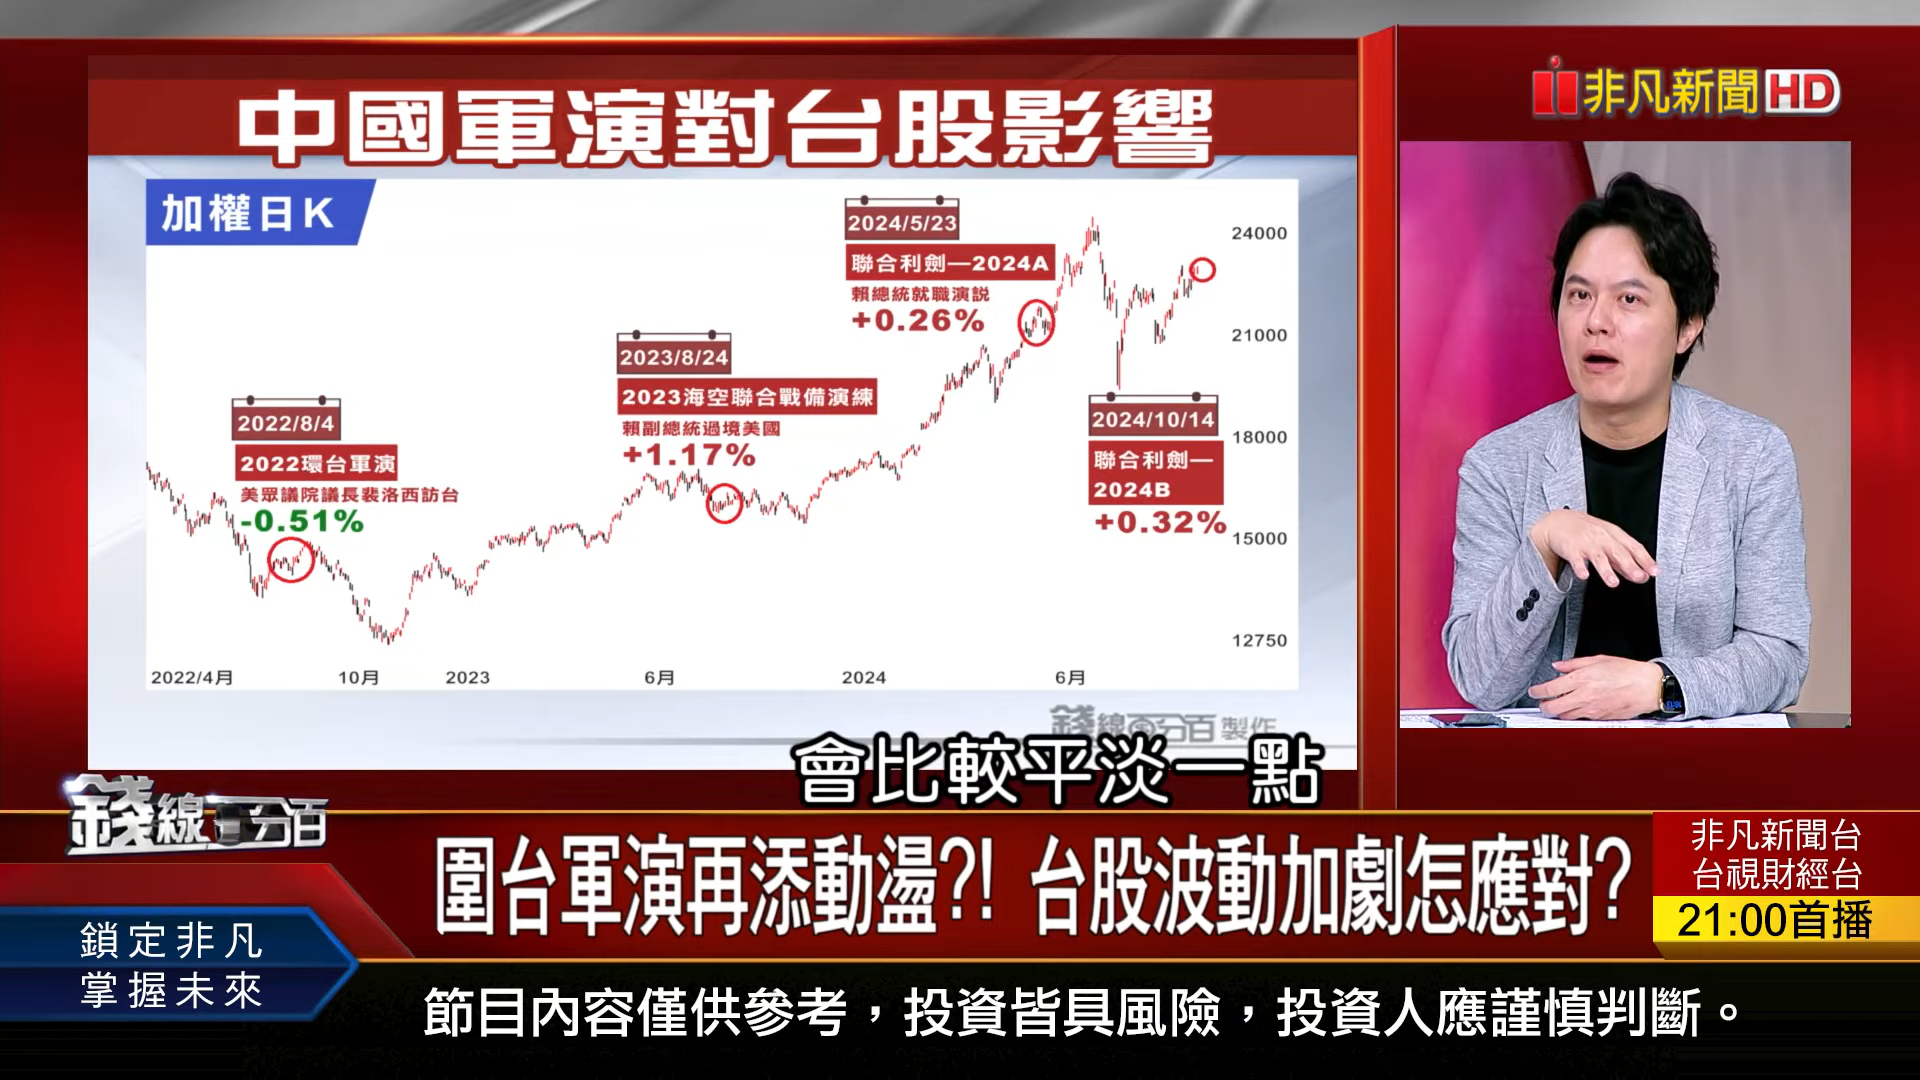 中國軍演對台股影響
非凡新聞HD
加權日K
2024/5/23
聯合利劍—2024A
賴總統就職演說
+0.26%
2023/8/24
2023海空聯合戰備演練
賴副總統過境美國
+1.17%
2022/8/4
2022環台軍演
美眾議院議長裴洛西訪台
-0.51%
2024/10/14
聯合利劍—
2024B
+0.32%
24000
21000
18000
15000
12750
2022/4月
10月
2023
6月
2024
6月
錢線百分百 製作
會比較平淡一點
錢線百分百
圍台軍演再添動盪?! 台股波動加劇怎應對?
非凡新聞台
台視財經台
21:00首播
鎖定非凡
掌握未來
節目內容僅供參考，投資皆具風險，投資人應謹慎判斷。